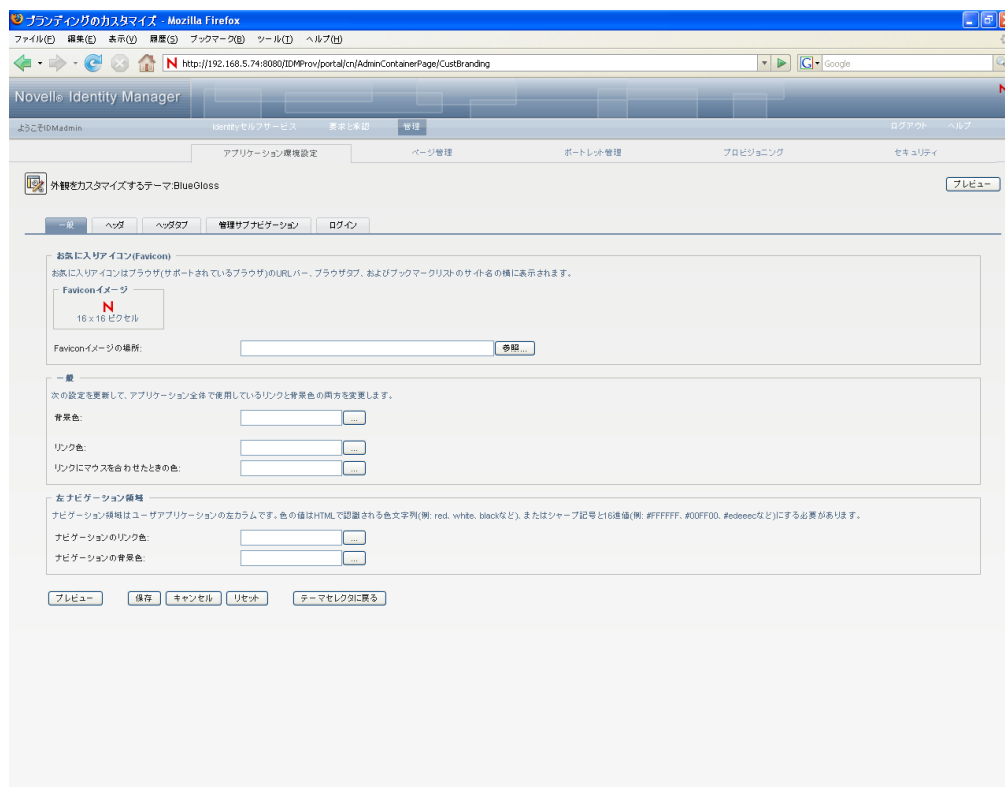 ブランディングのカスタマイズ - Mozilla Firefox
ファイル(F) 編集(E) 表示(V) 履歴(S) ブックマーク(B) ツール(T) ヘルプ(H)
N http://192.168.5.74:8080/IDMProv/portal/cn/AdminContainerPage/CustBranding G Google
Novell® Identity Manager N
ようこそIDMadmin Identityセルフサービス 要求と承認 管理 ログアウト ヘルプ
アプリケーション環境設定 ページ管理 ポートレット管理 プロビジョニング セキュリティ
外観をカスタマイズするテーマ:BlueGloss プレビュー
一般 ヘッダ ヘッダタブ 管理サブナビゲーション ログイン
お気に入りアイコン(Favicon)
お気に入りアイコンはブラウザ(サポートされているブラウザ)のURLバー、ブラウザタブ、およびブックマークリストのサイト名の横に表示されます。
Faviconイメージ
N
16 x 16 ピクセル
Faviconイメージの場所: 参照...
一般
次の設定を更新して、アプリケーション全体で使用しているリンクと背景色の両方を変更します。
背景色: ...
リンク色: ...
リンクにマウスを合わせたときの色: ...
左ナビゲーション領域
ナビゲーション領域はユーザアプリケーションの左カラムです。色の値はHTMLで認識される色文字列(例: red、white、blackなど)、またはシャープ記号と16進値(例: #FFFFFF、#00FF00、#edeeecなど)にする必要があります。
ナビゲーションのリンク色: ...
ナビゲーションの背景色: ...
プレビュー 保存 キャンセル リセット テーマセレクタに戻る